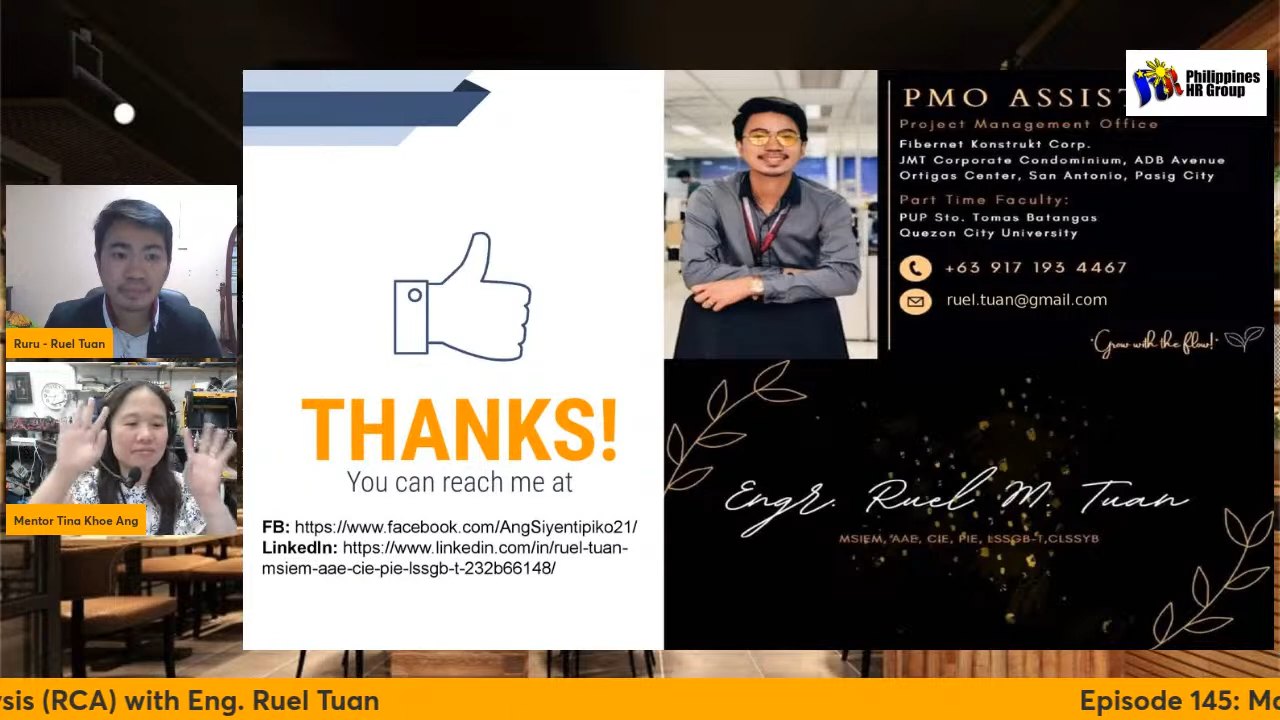 Philippines
HR Group
PMO ASSIST
Project Management Office
Fibernet Konstrukt Corp.
JMT Corporate Condominium, ADB Avenue
Ortigas Center, San Antonio, Pasig City
Part Time Faculty:
PUP Sto. Tomas Batangas
Quezon City University
+63 917 193 4467
ruel.tuan@gmail.com
"Grow with the flow!"
Ruru - Ruel Tuan
Mentor Tina Khoe Ang
THANKS!
You can reach me at
FB: https://www.facebook.com/AngSiyentipiko21/
LinkedIn: https://www.linkedin.com/in/ruel-tuan-
msiem-aae-cie-pie-lssgb-t-232b66148/
Engr. Ruel M. Tuan
MSIEM, AAE, CIE, PIE, LSSGB-T,CLSSYB
ysis (RCA) with Eng. Ruel Tuan
Episode 145: Ma